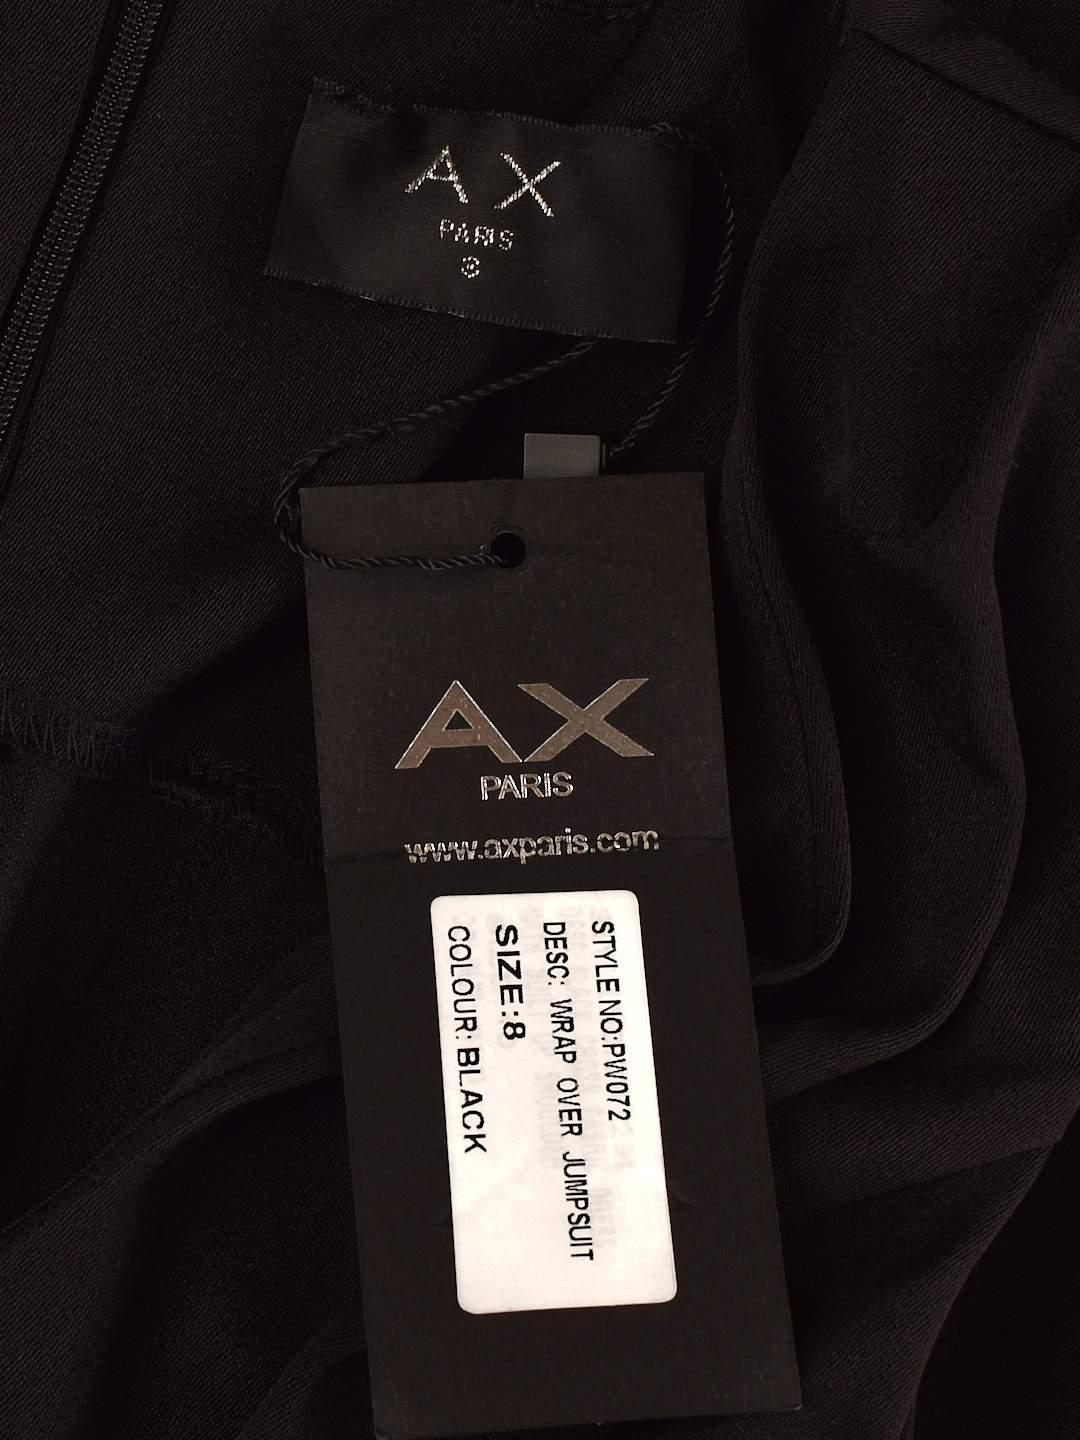 AX
PARIS
8
AX
PARIS
www.axparis.com
STYLE NO:PW072
DESC: WRAP OVER JUMPSUIT
SIZE:8
COLOUR: BLACK